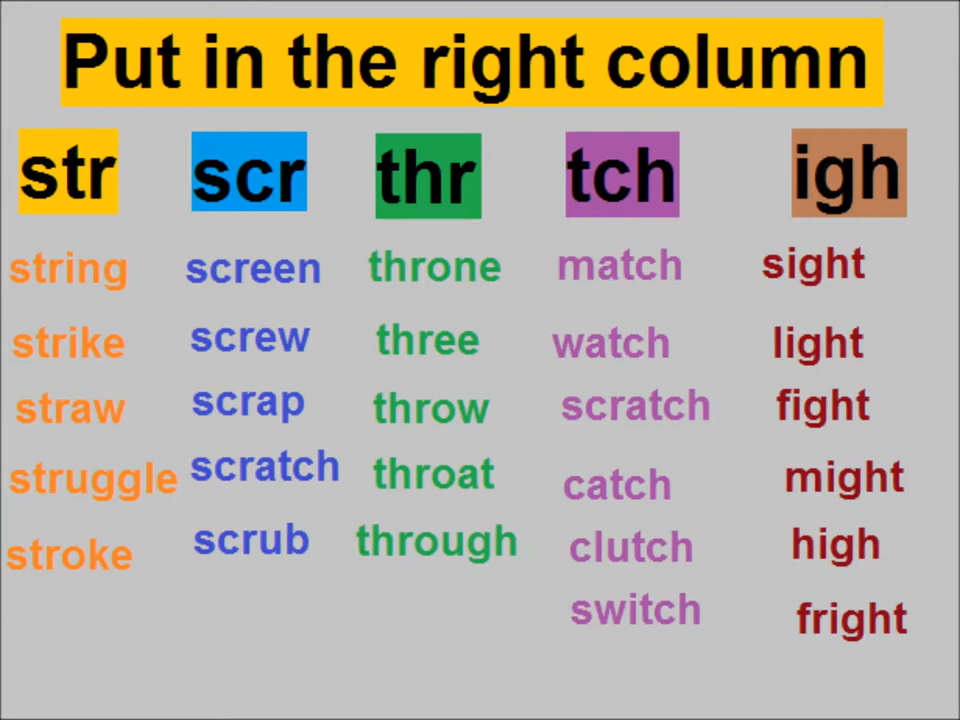 Put in the right column
str scr thr tch igh
string screen throne match sight
strike screw three watch light
straw scrap throw scratch fight
struggle scratch throat catch might
stroke scrub through clutch high
switch fright